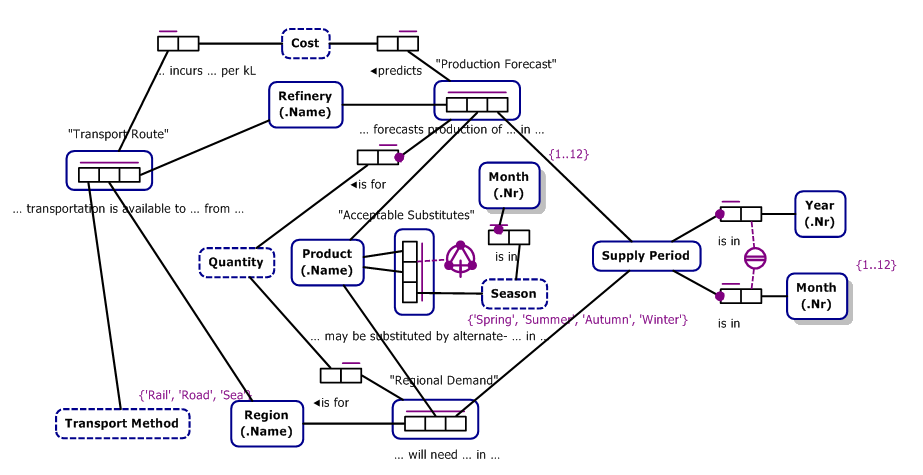 Cost
... incurs ... per kL
◄predicts
"Production Forecast"
Refinery
(.Name)
"Transport Route"
... forecasts production of ... in ...
{1..12}
◄is for
Month
(.Nr)
Year
(.Nr)
... transportation is available to ... from ...
"Acceptable Substitutes"
is in
is in
Quantity
Product
(.Name)
Supply Period
{1..12}
Season
Month
(.Nr)
{'Spring', 'Summer', 'Autumn', 'Winter'}
is in
... may be substituted by alternate- ... in ...
"Regional Demand"
{'Rail', 'Road', 'Sea'}
◄is for
Transport Method
Region
(.Name)
... will need ... in ...